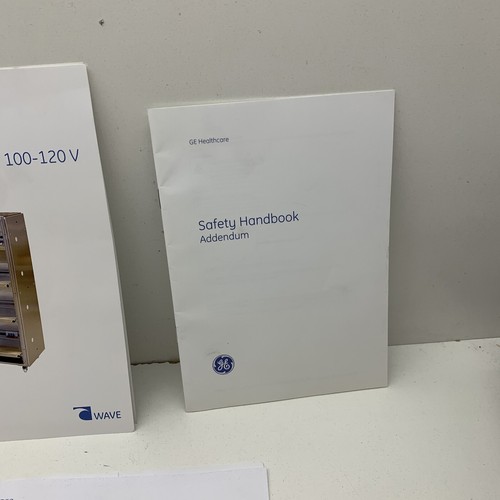 100-120 V
WAVE
GE Healthcare
Safety Handbook
Addendum
GE